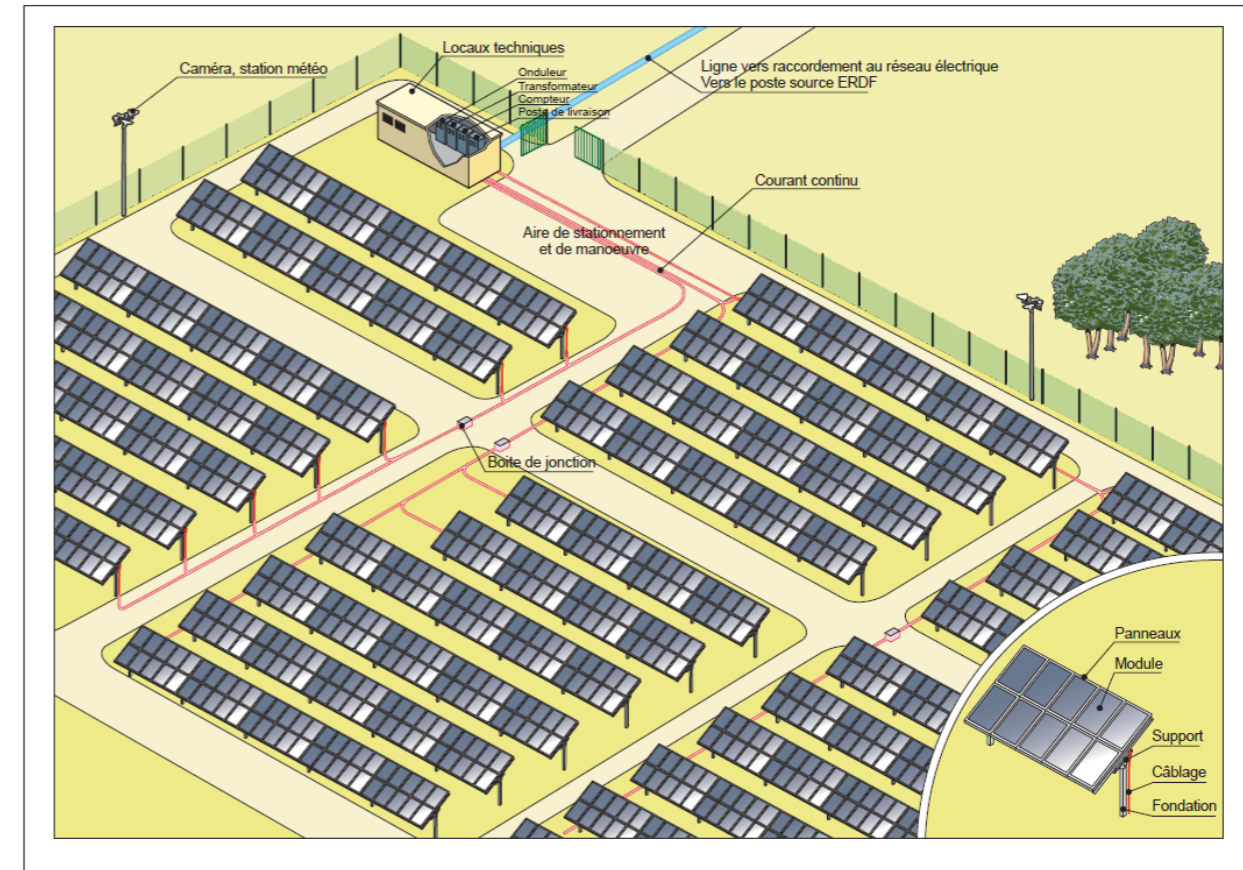 Locaux techniques
Caméra, station météo
Onduleur
Transformateur
Compteur
Poste de livraison
Ligne vers raccordement au réseau électrique
Vers le poste source ERDF
Courant continu
Aire de stationnement
et de manoeuvre
Boite de jonction
Panneaux
Module
Support
Câblage
Fondation